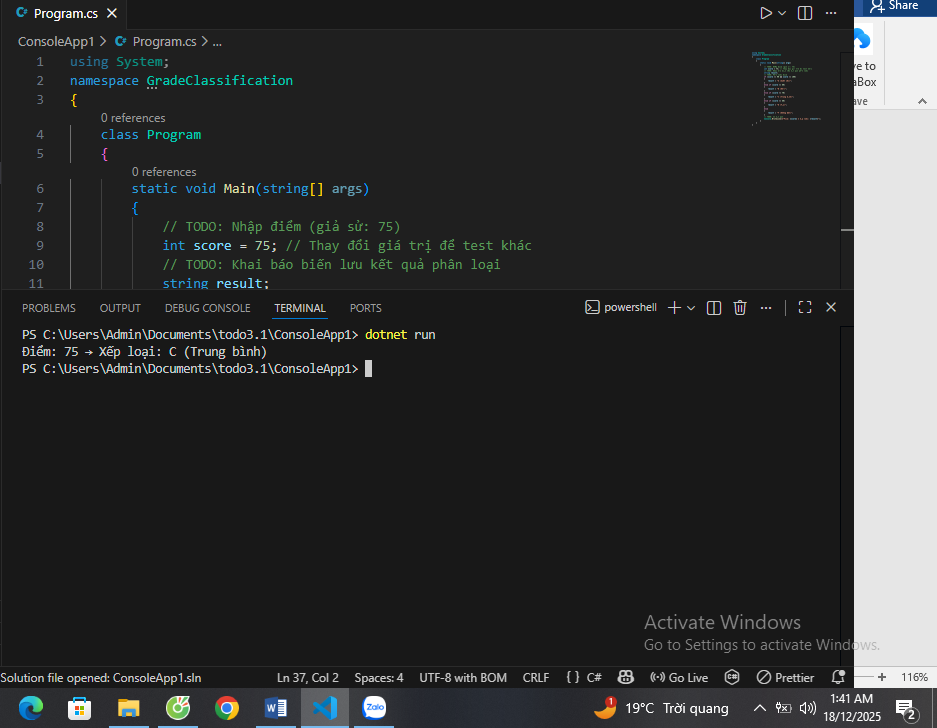 Program.cs
Share
ConsoleApp1 > Program.cs > ...
1 using System;
2 namespace GradeClassification
3 {
0 references
4 class Program
5 {
0 references
6 static void Main(string[] args)
7 {
8 // TODO: Nhập điểm (giả sử: 75)
9 int score = 75; // Thay đổi giá trị để test khác
10 // TODO: Khai báo biến lưu kết quả phân loại
11 string result;
ve to
aBox
ave
PROBLEMS OUTPUT DEBUG CONSOLE TERMINAL PORTS powershell
PS C:\Users\Admin\Documents\todo3.1\ConsoleApp1> dotnet run
Điểm: 75 → Xếp loại: C (Trung bình)
PS C:\Users\Admin\Documents\todo3.1\ConsoleApp1>
Activate Windows
Go to Settings to activate Windows.
Solution file opened: ConsoleApp1.sln Ln 37, Col 2 Spaces: 4 UTF-8 with BOM CRLF { } C# Go Live Prettier 116%
Zalo 1 19°C Trời quang 1:41 AM
18/12/2025 2